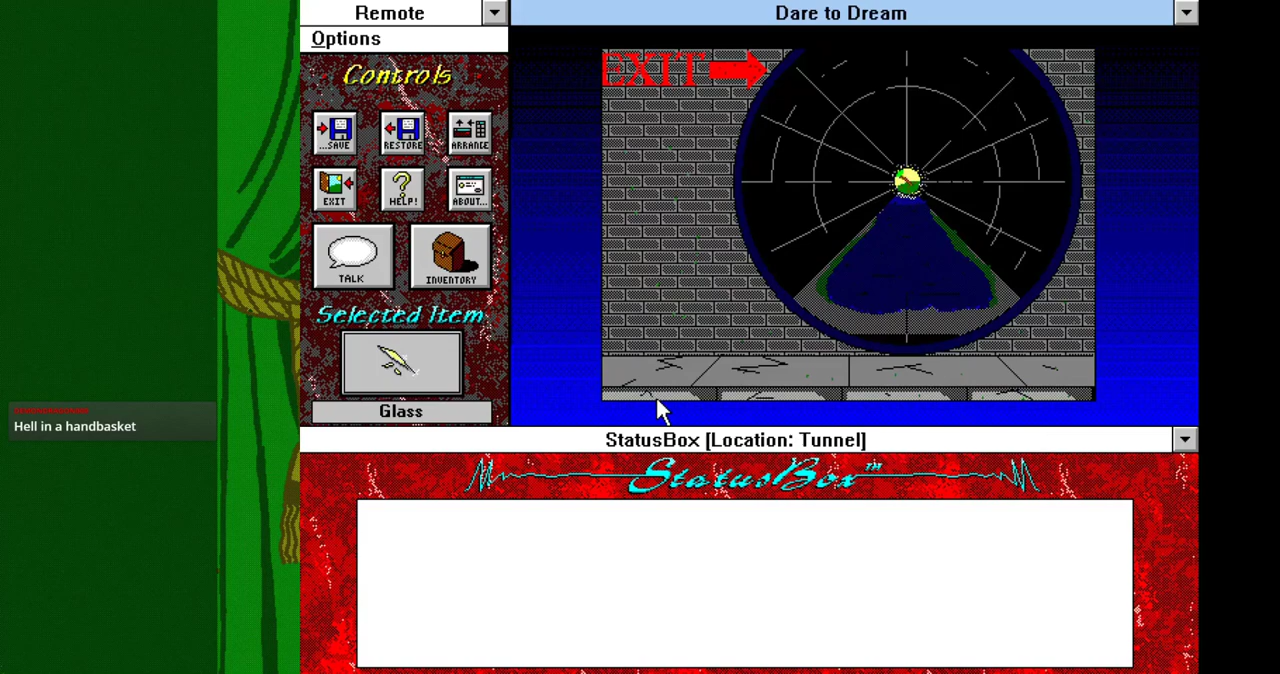 Remote
Dare to Dream
Options
Controls
...SAVE
RESTORE
ARRANGE
EXIT
HELP!
ABOUT...
TALK
INVENTORY
Selected Item
Glass
EXIT
Hell in a handbasket
StatusBox [Location: Tunnel]
StatusBox™